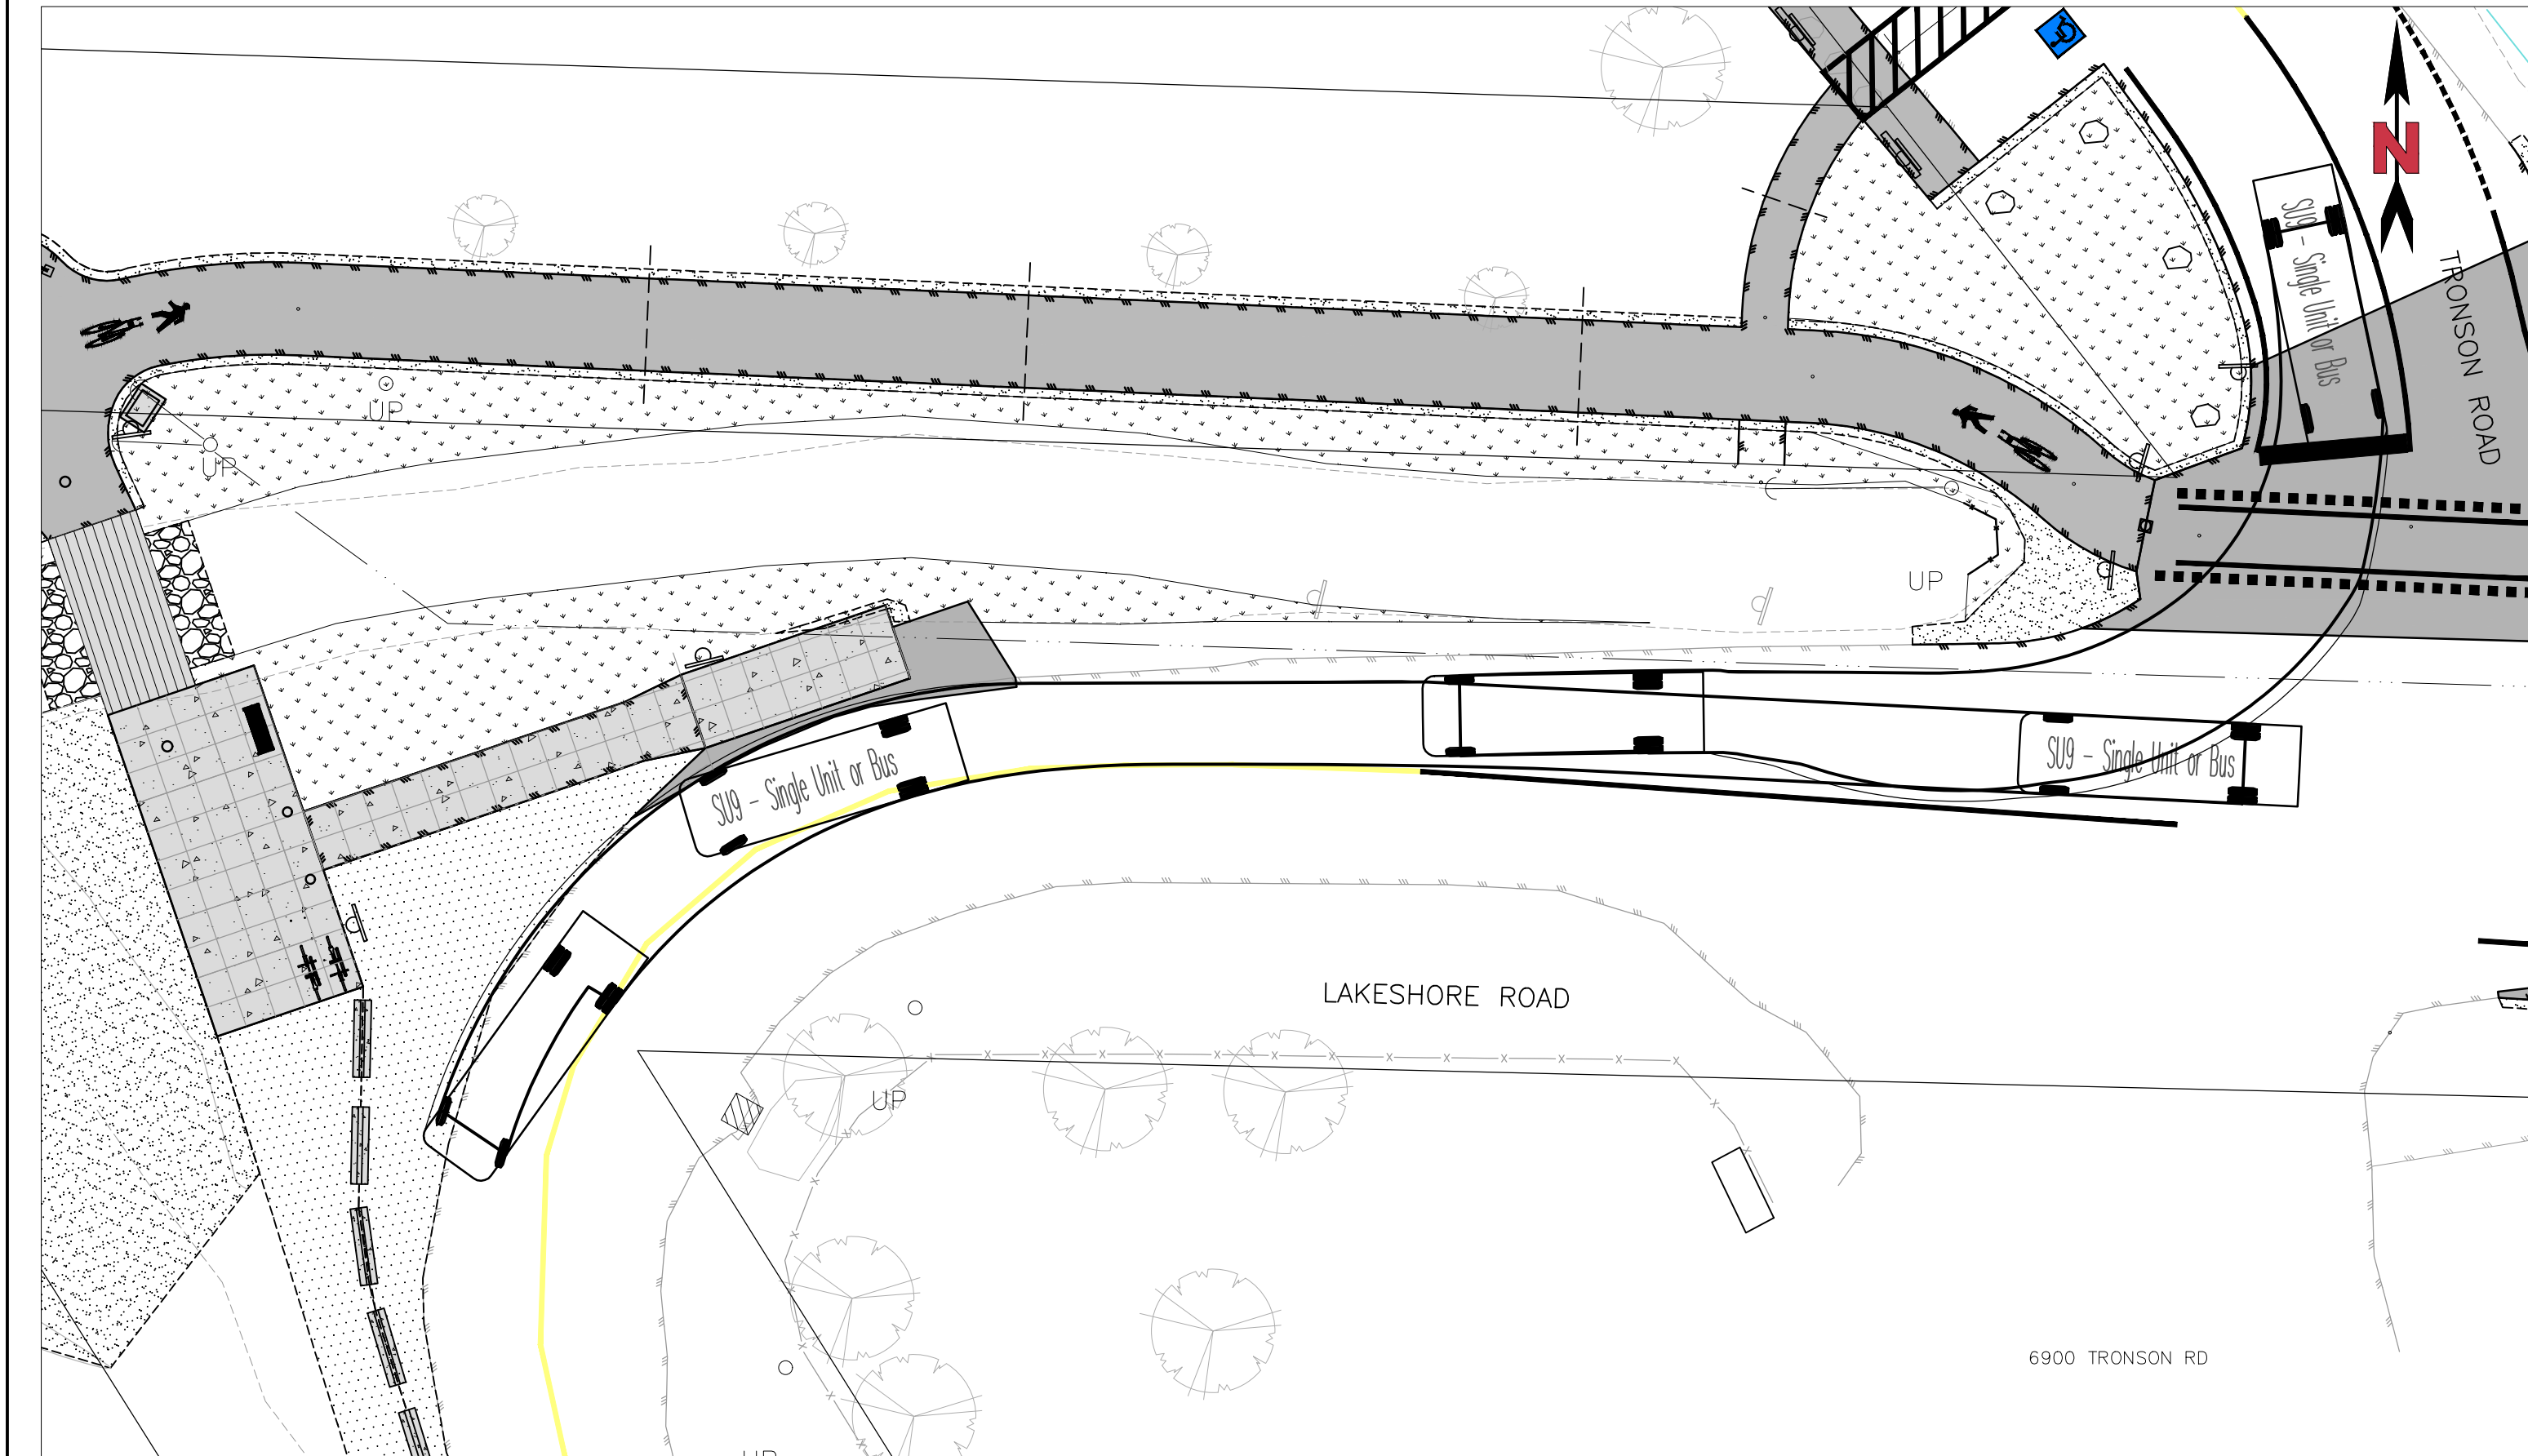 N
SU9 - Single Unit or Bus
TRONSON ROAD
UP
UP
UP
SU9 - Single Unit or Bus
SU9 - Single Unit or Bus
LAKESHORE ROAD
UP
6900 TRONSON RD
UP